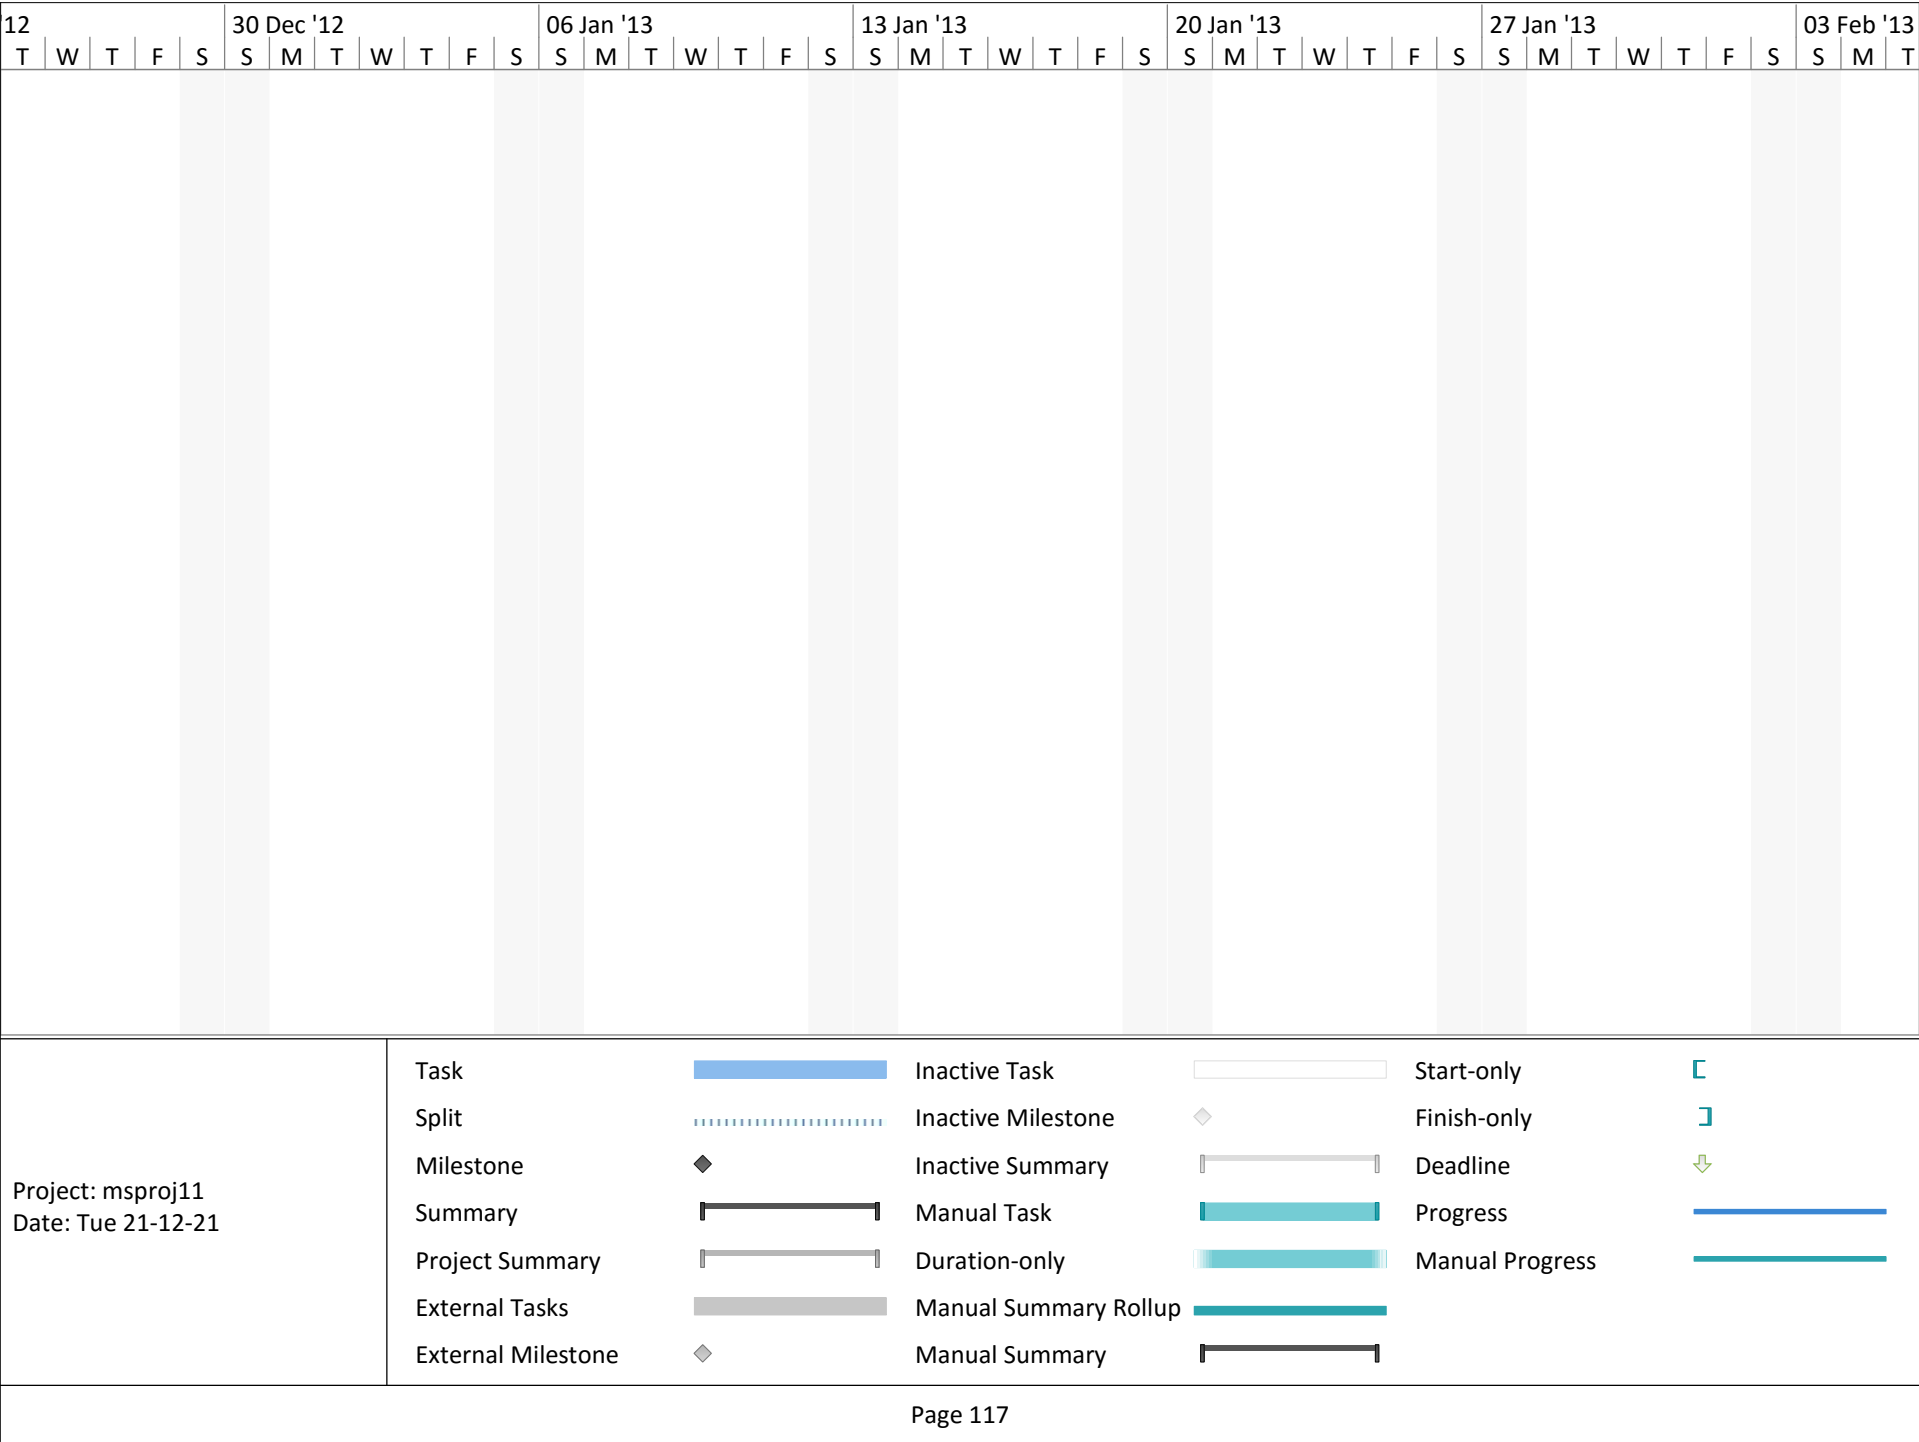 '12 30 Dec '12 06 Jan '13 13 Jan '13 20 Jan '13 27 Jan '13 03 Feb '13
T W T F S S M T W T F S S M T W T F S S M T W T F S S M T W T F S S M T W T F S S M T
Task Inactive Task Start-only
Split Inactive Milestone Finish-only
Milestone Inactive Summary Deadline
Project: msproj11
Date: Tue 21-12-21
Summary Manual Task Progress
Project Summary Duration-only Manual Progress
External Tasks Manual Summary Rollup
External Milestone Manual Summary
Page 117